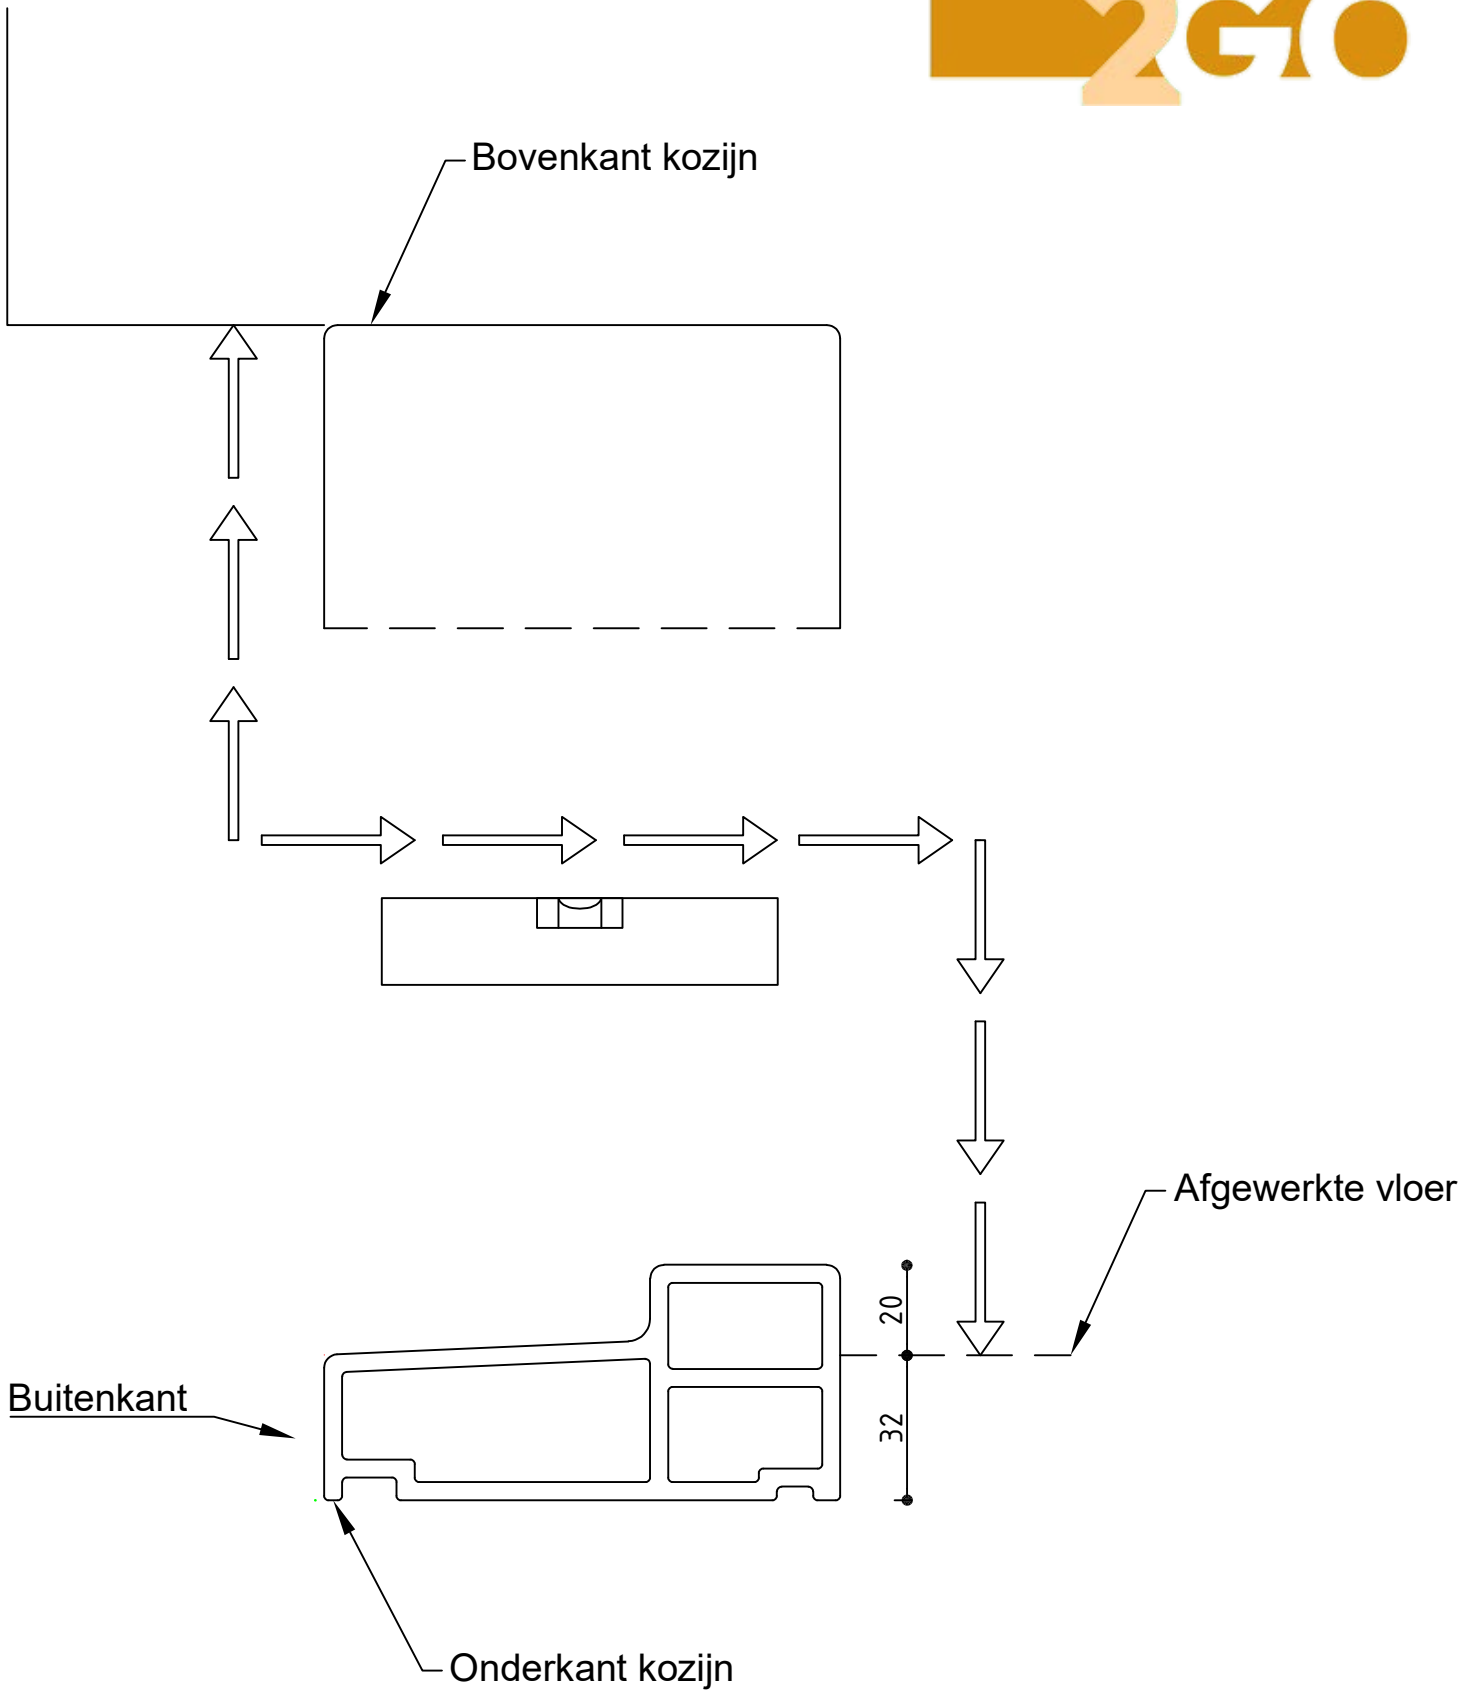 2GO
Bovenkant kozijn
Afgewerkte vloer
20
32
Buitenkant
Onderkant kozijn